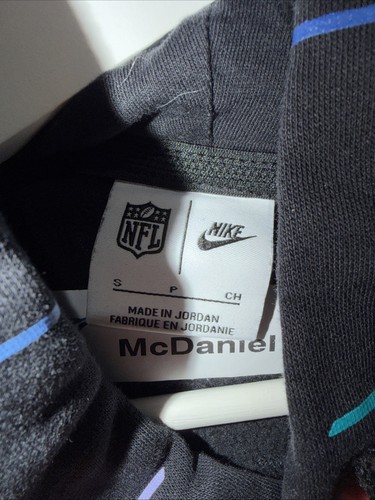 NFL
NIKE
S P CH
MADE IN JORDAN
FABRIQUE EN JORDANIE
McDaniel